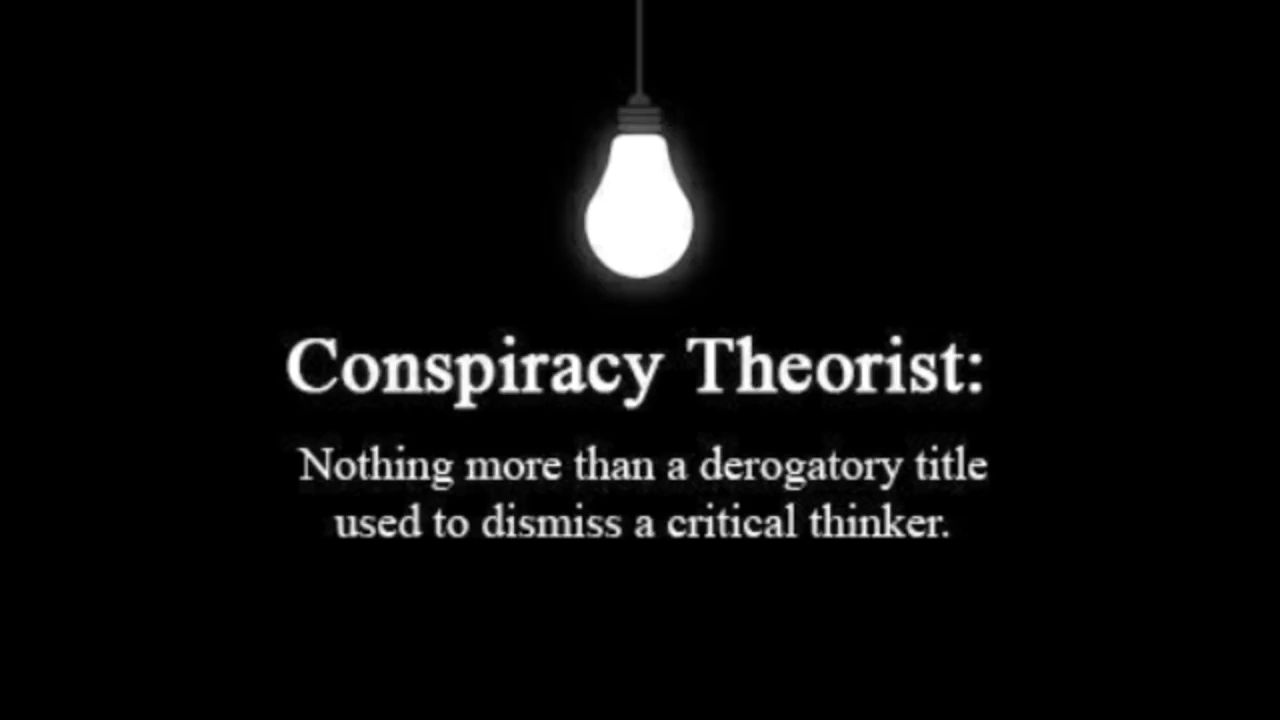 Conspiracy Theorist:
Nothing more than a derogatory title
used to dismiss a critical thinker.